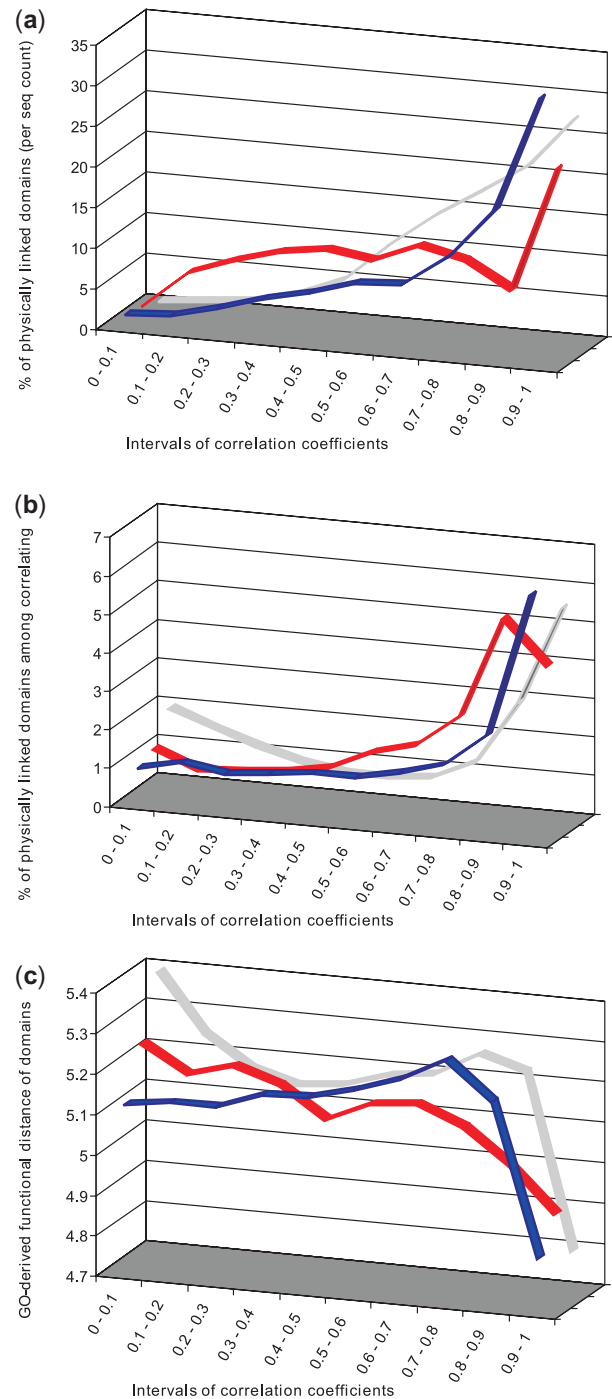 (a)
% of physically linked domains (per seq count)
35
30
25
20
15
10
5
0
0 - 0.1
0.1 - 0.2
0.2 - 0.3
0.3 - 0.4
0.4 - 0.5
0.5 - 0.6
0.6 - 0.7
0.7 - 0.8
0.8 - 0.9
0.9 - 1
Intervals of correlation coefficients
(b)
% of physically linked domains among correlating
7
6
5
4
3
2
1
0
0 - 0.1
0.1 - 0.2
0.2 - 0.3
0.3 - 0.4
0.4 - 0.5
0.5 - 0.6
0.6 - 0.7
0.7 - 0.8
0.8 - 0.9
0.9 - 1
Intervals of correlation coefficients
(c)
GO-derived functional distance of domains
5.4
5.3
5.2
5.1
5
4.9
4.8
4.7
0 - 0.1
0.1 - 0.2
0.2 - 0.3
0.3 - 0.4
0.4 - 0.5
0.5 - 0.6
0.6 - 0.7
0.7 - 0.8
0.8 - 0.9
0.9 - 1
Intervals of correlation coefficients